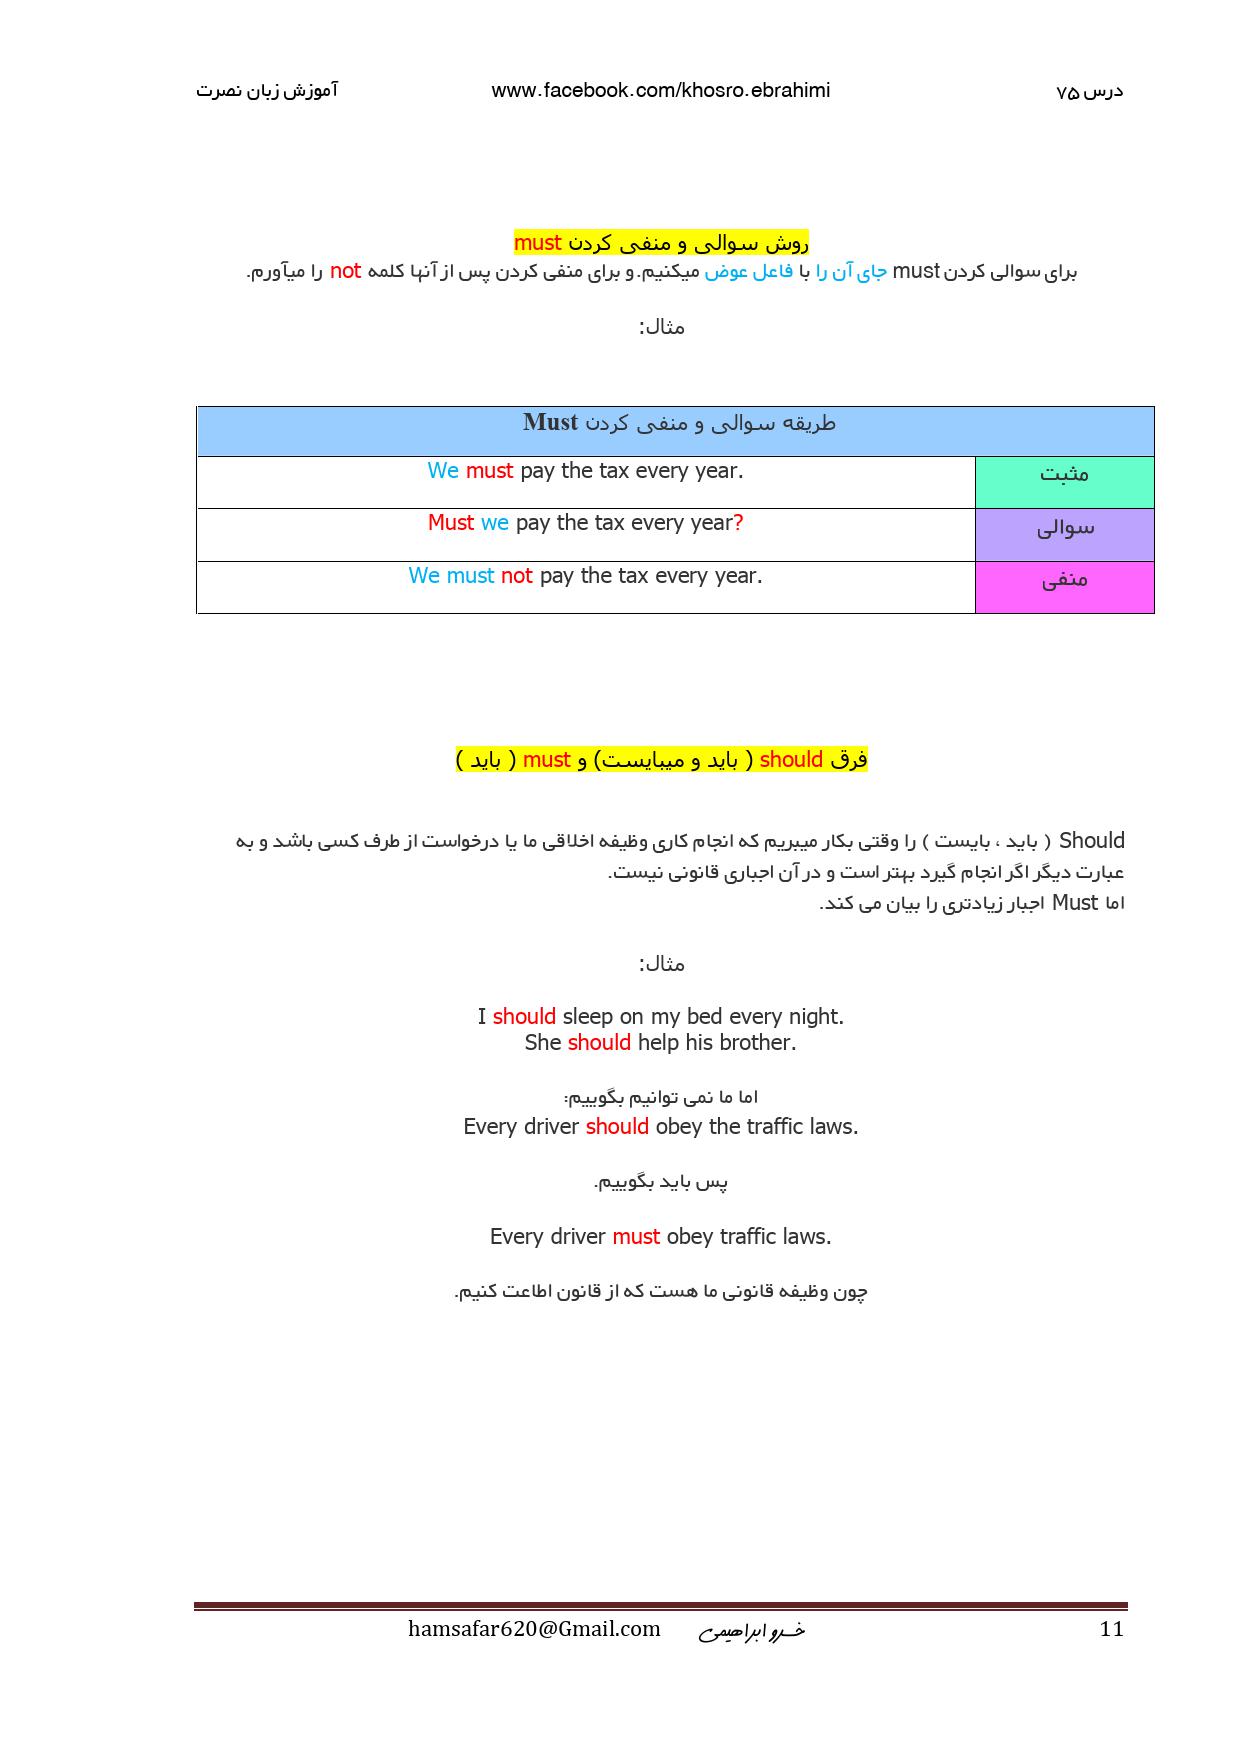 درس ۷۵ www.facebook.com/khosro.ebrahimi آموزش زبان نصرت
روش سوالی و منفی کردن must
برای سوالی کردن must جای آن را با فاعل عوض میکنیم. و برای منفی کردن پس از آنها کلمه not را میآورم.
مثال:
طریقه سوالی و منفی کردن Must
مثبت We must pay the tax every year.
سوالی Must we pay the tax every year?
منفی We must not pay the tax every year.
فرق should ( باید و میبایست) و must ( باید )
Should ( باید ، بایست ) را وقتی بکار میبریم که انجام کاری وظیفه اخلاقی ما یا درخواست از طرف کسی باشد و به
عبارت دیگر اگر انجام گیرد بهتر است و در آن اجباری قانونی نیست.
اما Must اجبار زیادتری را بیان می کند.
مثال:
I should sleep on my bed every night.
She should help his brother.
اما ما نمی توانیم بگوییم:
Every driver should obey the traffic laws.
پس باید بگوییم.
Every driver must obey traffic laws.
چون وظیفه قانونی ما هست که از قانون اطاعت کنیم.
11 خسرو ابراهیمی hamsafar620@Gmail.com